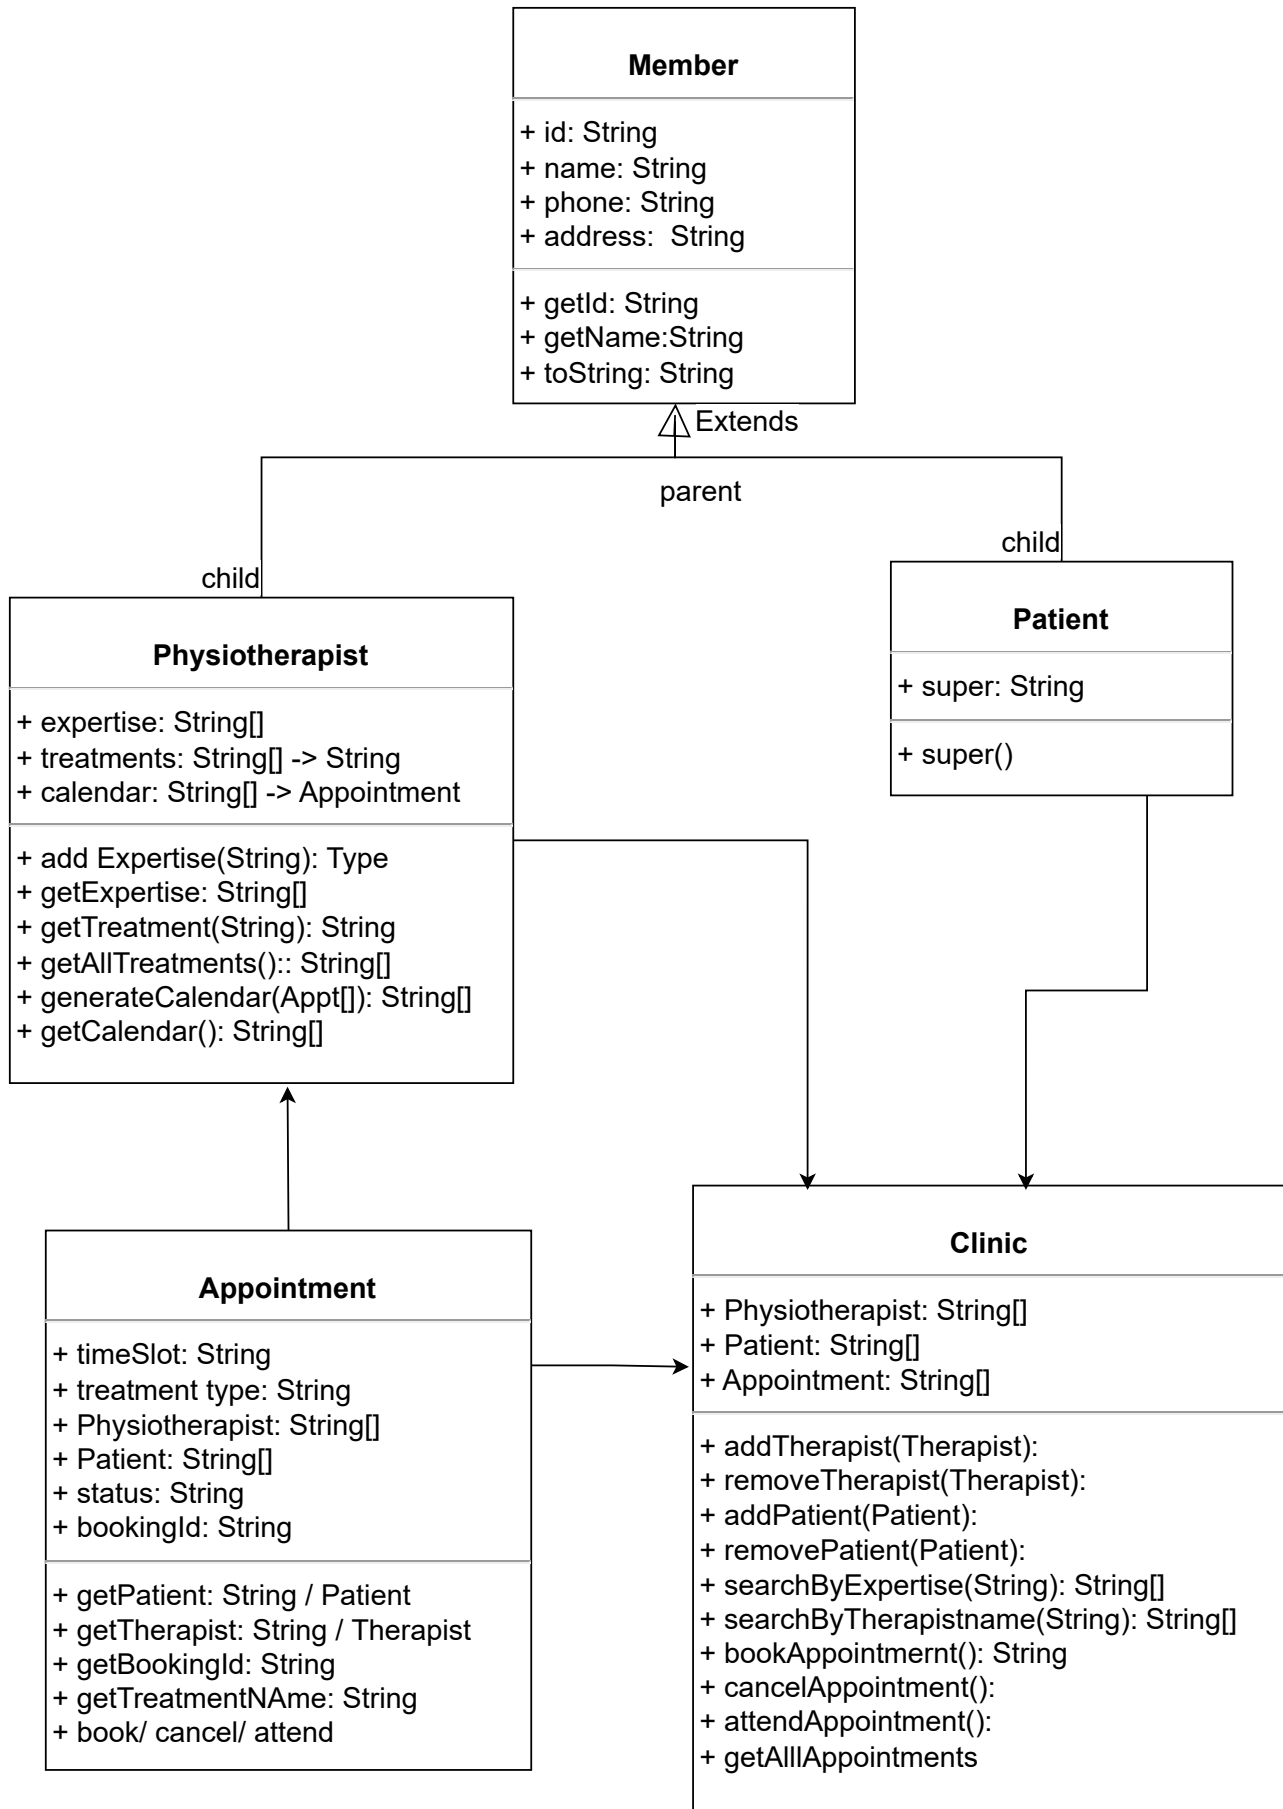 Member
+ id: String
+ name: String
+ phone: String
+ address:  String
+ getId: String
+ getName:String
+ toString: String
Extends
parent
child
child
Physiotherapist
+ expertise: String[]
+ treatments: String[] -> String
+ calendar: String[] -> Appointment
+ add Expertise(String): Type
+ getExpertise: String[]
+ getTreatment(String): String
+ getAllTreatments():: String[]
+ generateCalendar(Appt[]): String[]
+ getCalendar(): String[]
Patient
+ super: String
+ super()
Appointment
+ timeSlot: String
+ treatment type: String
+ Physiotherapist: String[]
+ Patient: String[]
+ status: String
+ bookingId: String
+ getPatient: String / Patient
+ getTherapist: String / Therapist
+ getBookingId: String
+ getTreatmentNAme: String
+ book/ cancel/ attend
Clinic
+ Physiotherapist: String[]
+ Patient: String[]
+ Appointment: String[]
+ addTherapist(Therapist):
+ removeTherapist(Therapist):
+ addPatient(Patient):
+ removePatient(Patient):
+ searchByExpertise(String): String[]
+ searchByTherapistname(String): String[]
+ bookAppointmernt(): String
+ cancelAppointment():
+ attendAppointment():
+ getAlllAppointments